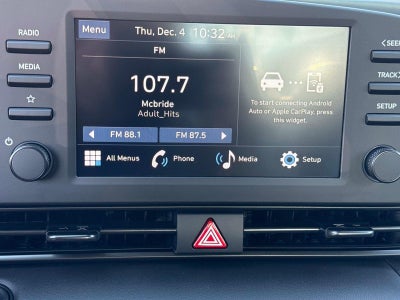 RADIO
MEDIA
Menu
Thu, Dec. 4 10:32 AM
FM
107.7
McBride
Adult_Hits
FM 88.1
FM 87.5
To start connecting Android
Auto or Apple CarPlay, press
this widget.
All Menus
Phone
Media
Setup
SEEK
TRACK
SETUP